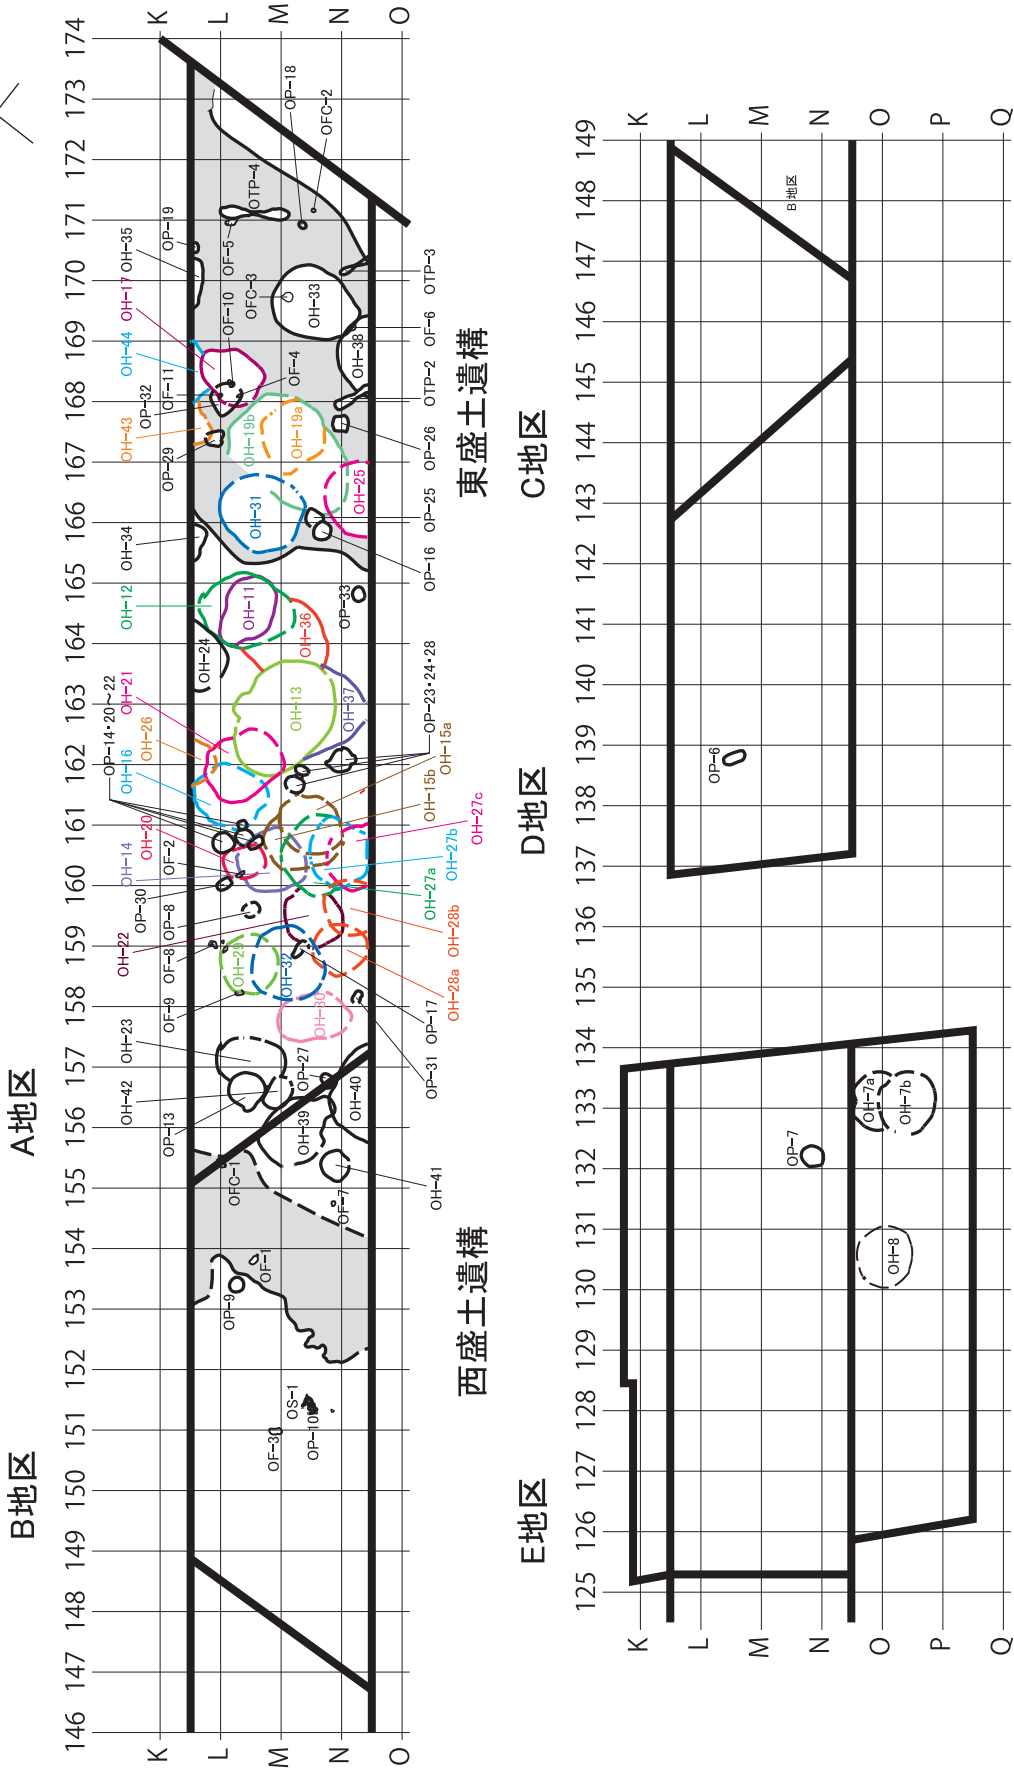 A地区
B地区
174
173
172
171
170
169
168
167
166
165
164
163
162
161
160
159
158
157
156
155
154
153
152
151
150
149
148
147
146
K
L
M
N
O
K
L
M
N
O
OP-18
OFC-2
OTP-4
OP-19
OH-35
OF-5
OH-17
OF-10
OFC-3
OH-33
OTP-3
OH-44
OF-11
OP-32
OF-4
OH-38
OF-6
OTP-2
OH-43
OP-29
OH-19b
OH-19a
OP-26
OH-25
OH-31
OP-25
OP-16
OH-34
OH-12
OH-11
OP-33
OH-36
OH-24
OP-14・20～22
OH-21
OH-13
OH-37
OP-23・24・28
OH-26
OH-16
OH-15a
OH-15b
OH-20
OF-2
OH-14
OH-27c
OH-27b
OH-27a
OP-30
OP-8
OH-22
OF-8
OH-29
OH-32
OH-28b
OH-28a
OF-9
OH-30
OP-17
OP-31
OH-23
OH-42
OP-13
OP-27
OH-40
OH-39
OH-41
OFC-1
OF-7
OF-1
OP-9
OS-1
OP-10
OF-3
東盛土遺構
西盛土遺構
C地区
D地区
E地区
149
148
147
146
145
144
143
142
141
140
139
138
137
136
135
134
133
132
131
130
129
128
127
126
125
K
L
M
N
O
P
Q
K
L
M
N
O
P
Q
B地区
OP-6
OP-7
OH-7a
OH-7b
OH-8